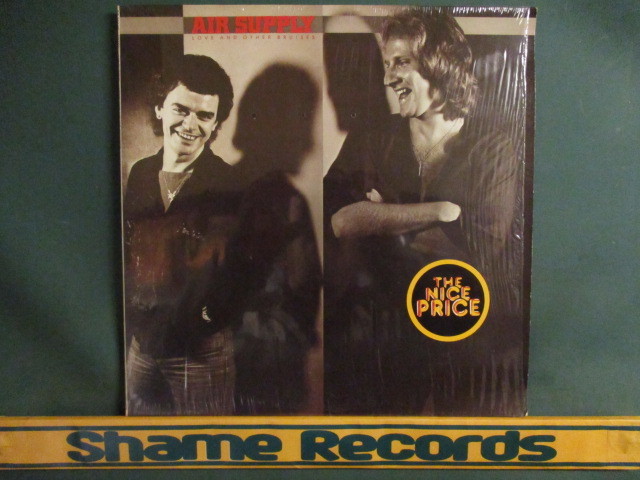 AIR SUPPLY
LOVE AND OTHER BRUISES
THE
NICE
PRICE
Shame Records